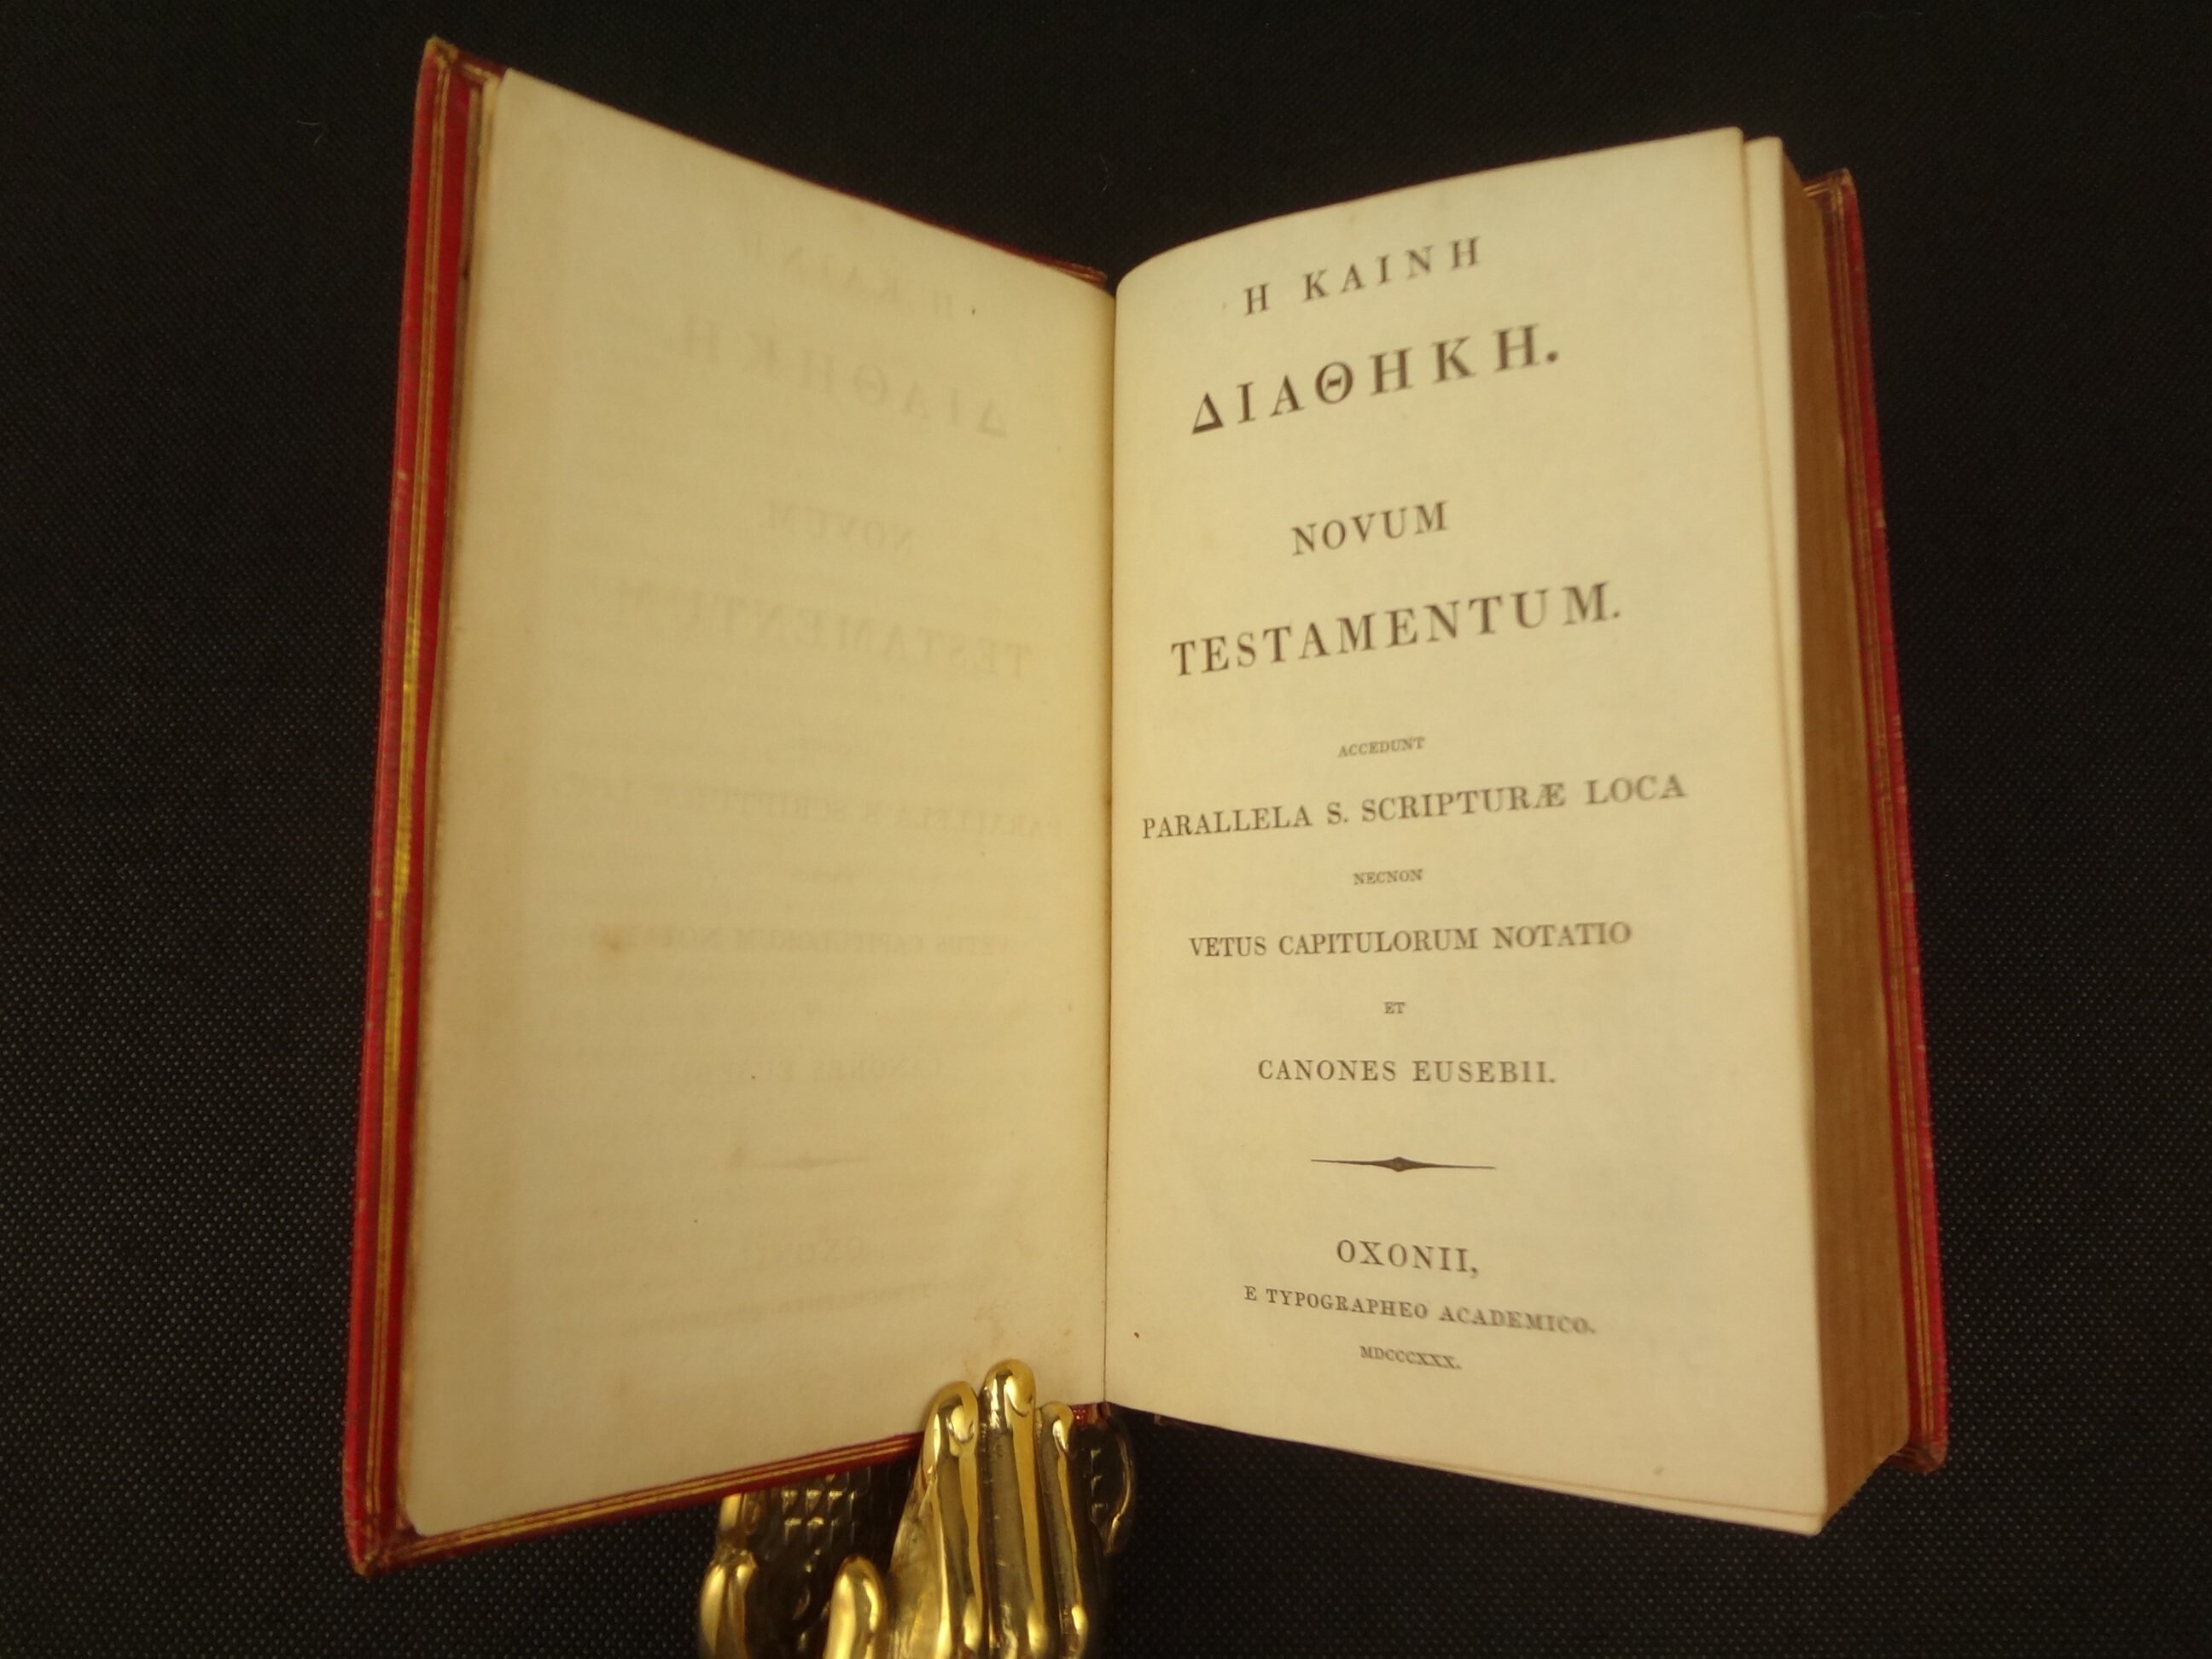 Η ΚΑΙΝΗ
ΔΙΑΘΗΚΗ.
NOVUM
TESTAMENTUM.
ACCEDUNT
PARALLELA S. SCRIPTURÆ LOCA
NECNON
VETUS CAPITULORUM NOTATIO
ET
CANONES EUSEBII.
OXONII,
E TYPOGRAPHEO ACADEMICO.
MDCCCXXX.